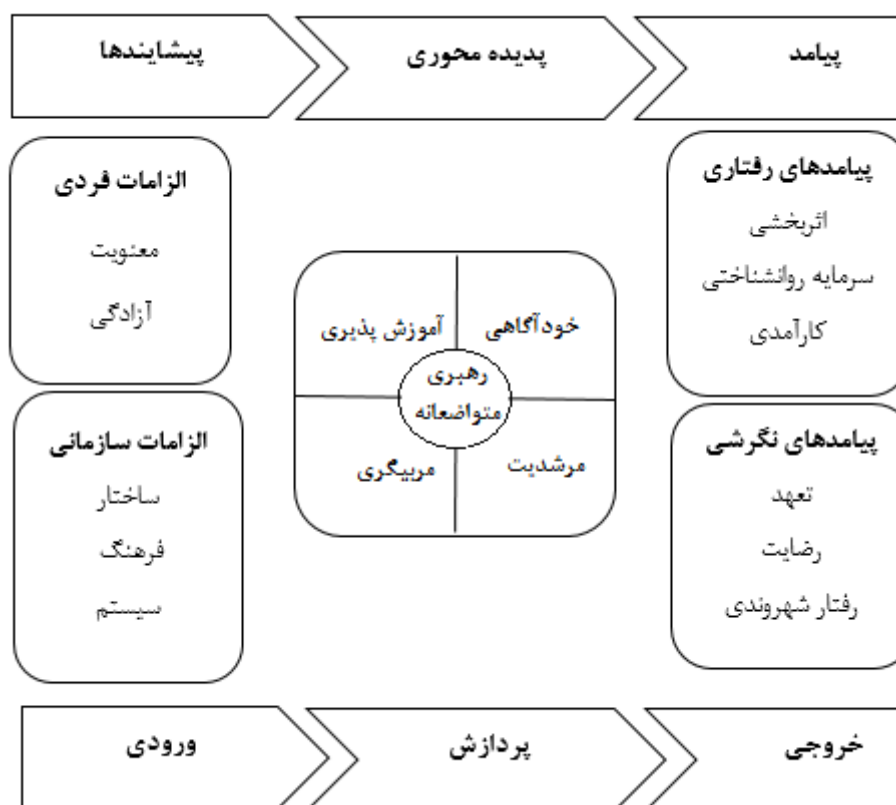 پیشایندها
پدیده محوری
پیامد
الزامات فردی
معنویت
آزادگی
الزامات سازمانی
ساختار
فرهنگ
سیستم
خودآگاهی
آموزش پذیری
رهبری
متواضعانه
مرشدیت
مربیگری
پیامدهای رفتاری
اثربخشی
سرمایه روانشناختی
کارآمدی
پیامدهای نگرشی
تعهد
رضایت
رفتار شهروندی
ورودی
پردازش
خروجی